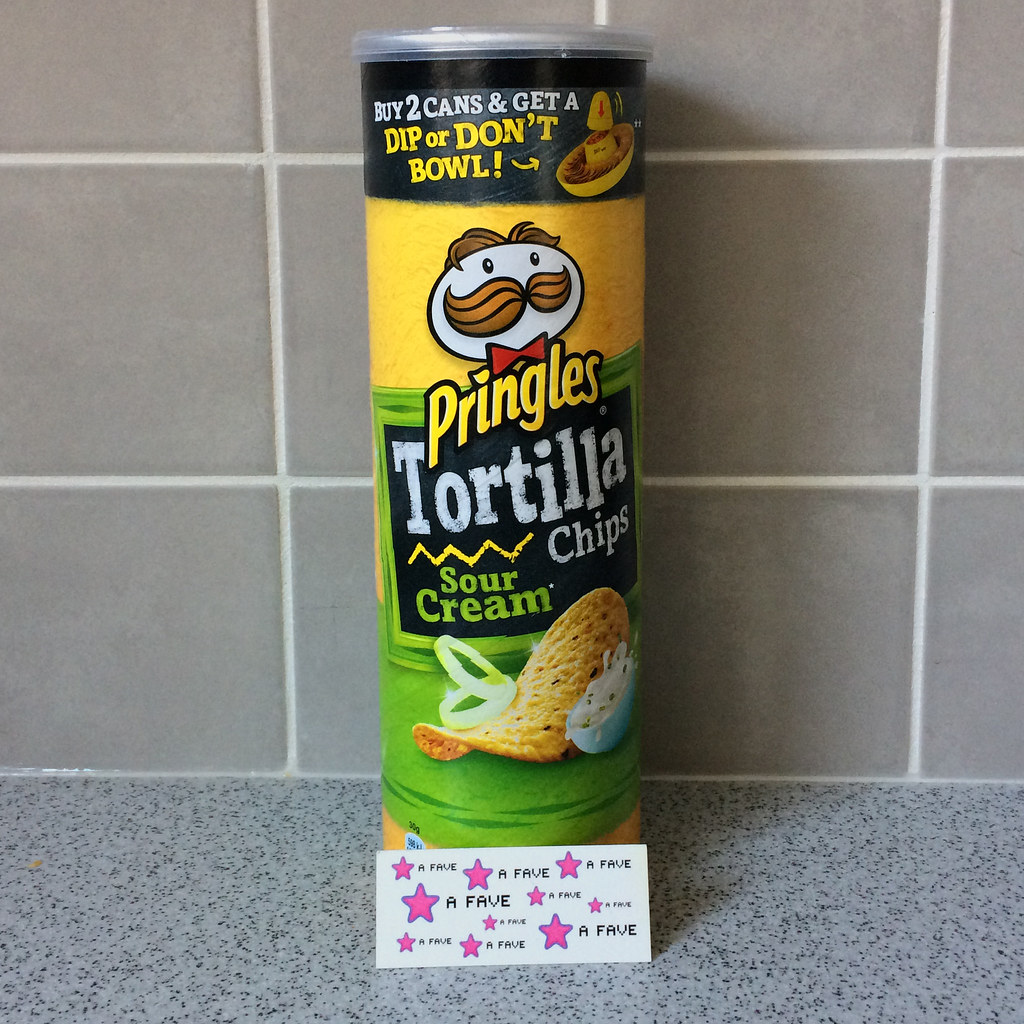 BUY 2 CANS & GET A
DIP or DON'T
BOWL!
Pringles®
Tortilla
Chips
Sour
Cream*
30g
A FAVE A FAVE A FAVE
A FAVE A FAVE A FAVE
A FAVE
A FAVE A FAVE A FAVE